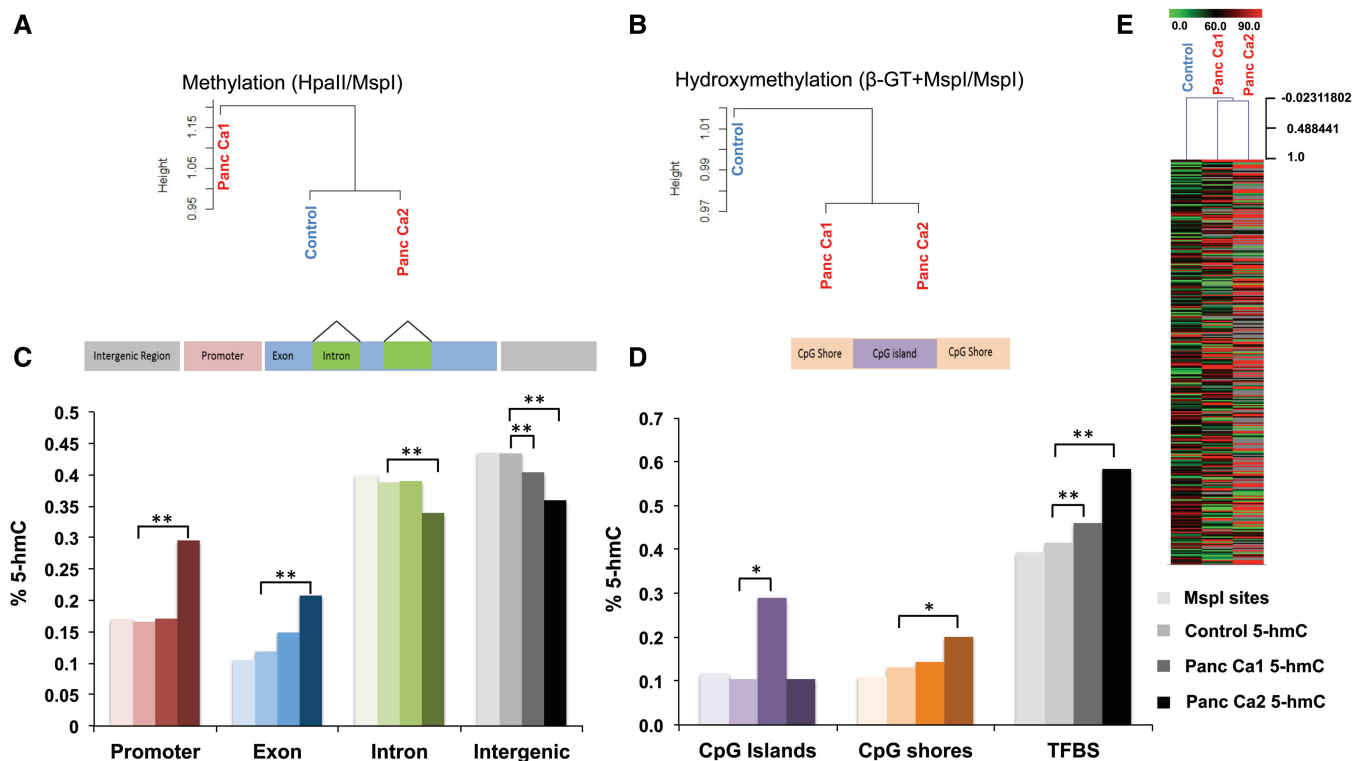 A
Methylation (HpaII/MspI)
Height
0.95
1.05
1.15
Panc Ca1
Control
Panc Ca2
B
Hydroxymethylation (β-GT+MspI/MspI)
Height
0.97
0.99
1.01
Control
Panc Ca1
Panc Ca2
E
0.0 60.0 90.0
Control
Panc Ca1
Panc Ca2
-0.02311802
0.488441
1.0
C
Intergenic Region
Promoter
Exon
Intron
% 5-hmC
0.5
0.45
0.4
0.35
0.3
0.25
0.2
0.15
0.1
0.05
0
**
**
**
**
**
Promoter
Exon
Intron
Intergenic
D
CpG Shore
CpG island
CpG Shore
% 5-hmC
0.7
0.6
0.5
0.4
0.3
0.2
0.1
0.0
*
*
**
**
CpG Islands
CpG shores
TFBS
MspI sites
Control 5-hmC
Panc Ca1 5-hmC
Panc Ca2 5-hmC